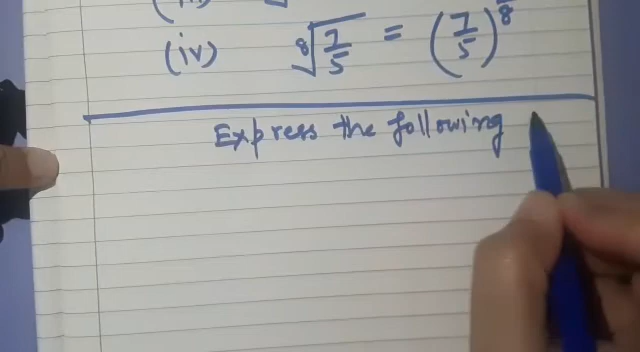 (iv) ⁸√(7/5) = (7/5)^(1/8)
Express the following